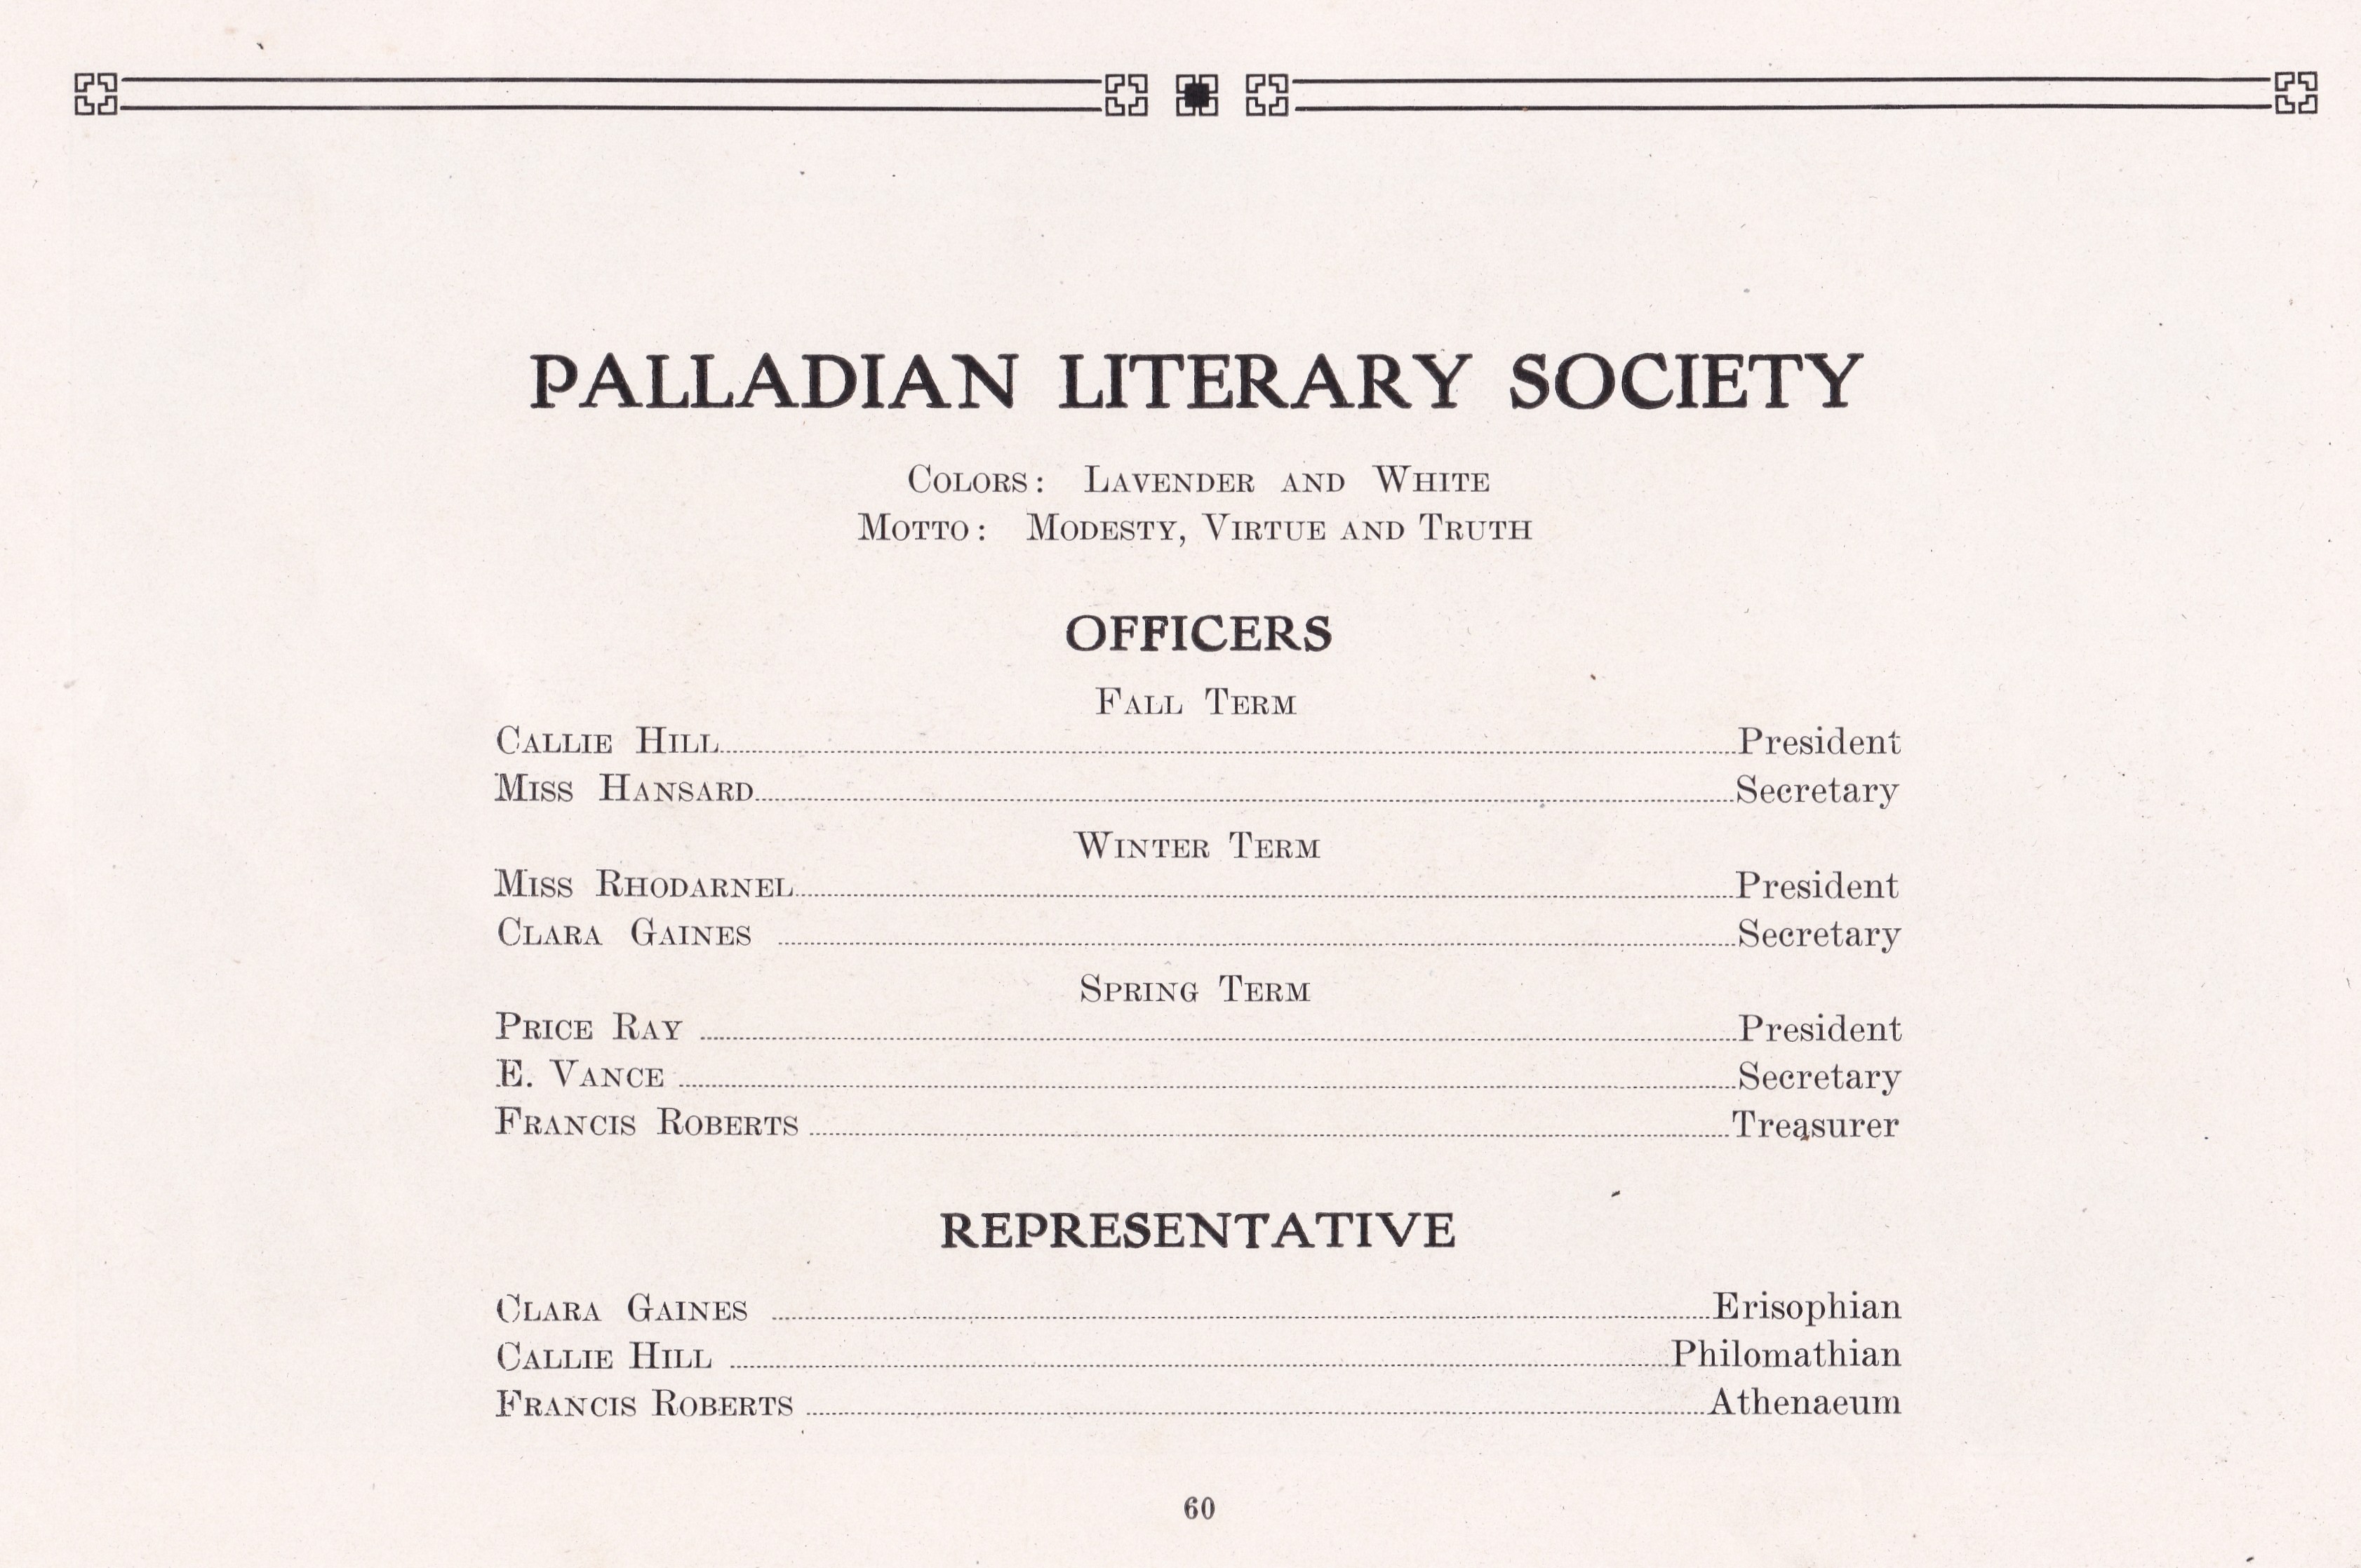 PALLADIAN LITERARY SOCIETY
Colors: Lavender and White
Motto: Modesty, Virtue and Truth
OFFICERS
Fall Term
Callie Hill President
Miss Hansard Secretary
Winter Term
Miss Rhodarnel President
Clara Gaines Secretary
Spring Term
Price Ray President
E. Vance Secretary
Francis Roberts Treasurer
REPRESENTATIVE
Clara Gaines Erisophian
Callie Hill Philomathian
Francis Roberts Athenaeum
60